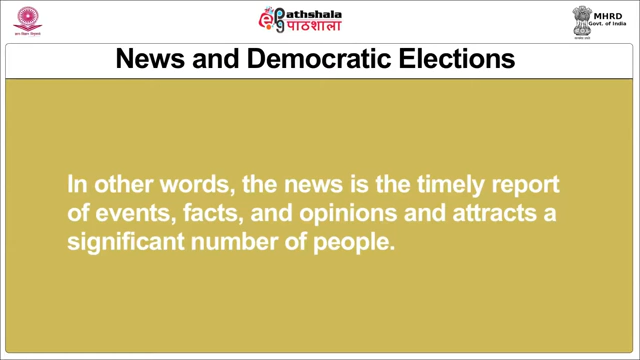 ePathshala
पाठशाला
MHRD
Govt. of India
News and Democratic Elections
In other words, the news is the timely report
of events, facts, and opinions and attracts a
significant number of people.